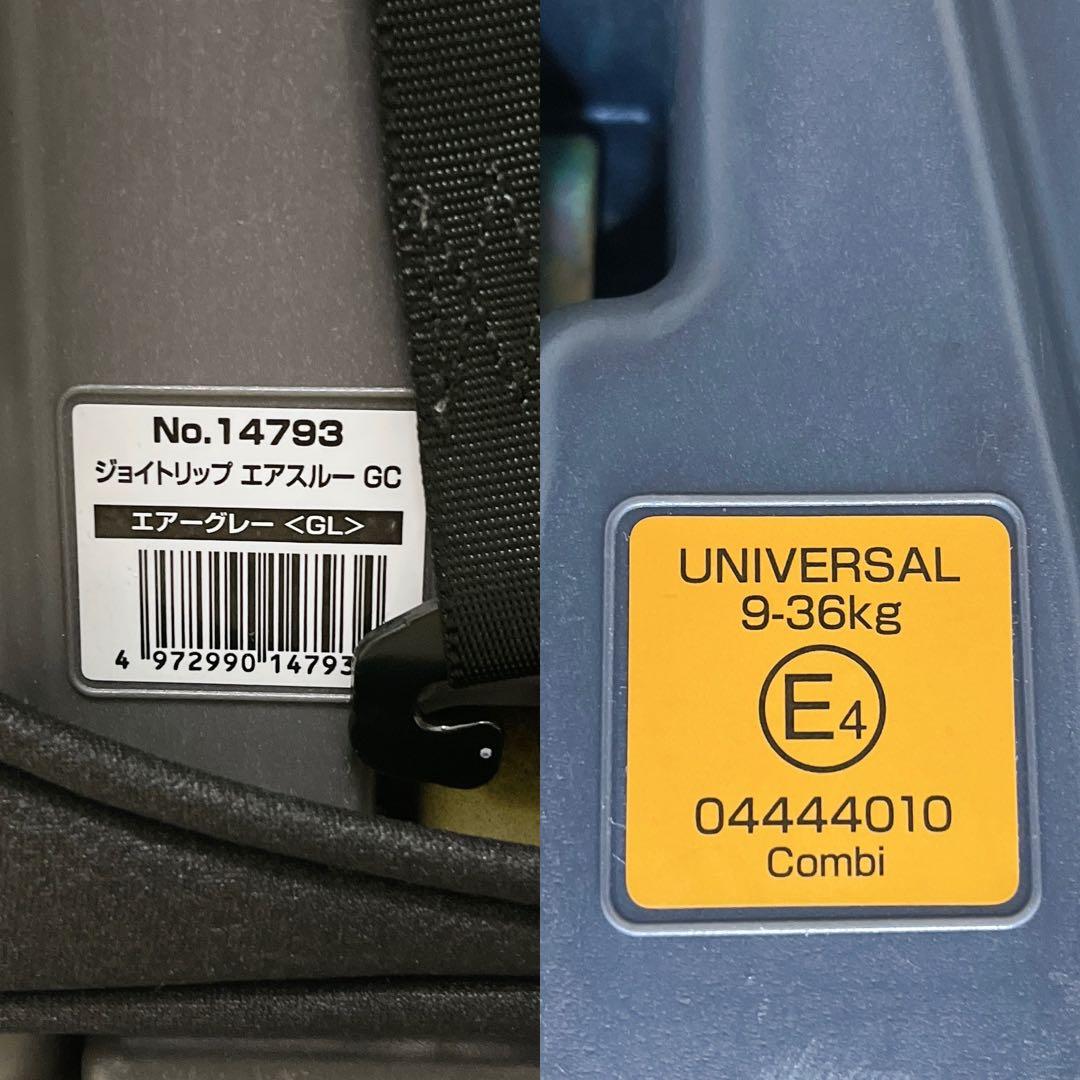 No.14793
ジョイトリップ エアスルー GC
エアーグレー <GL>
4 972990 14793
UNIVERSAL
9-36kg
E4
04444010
Combi